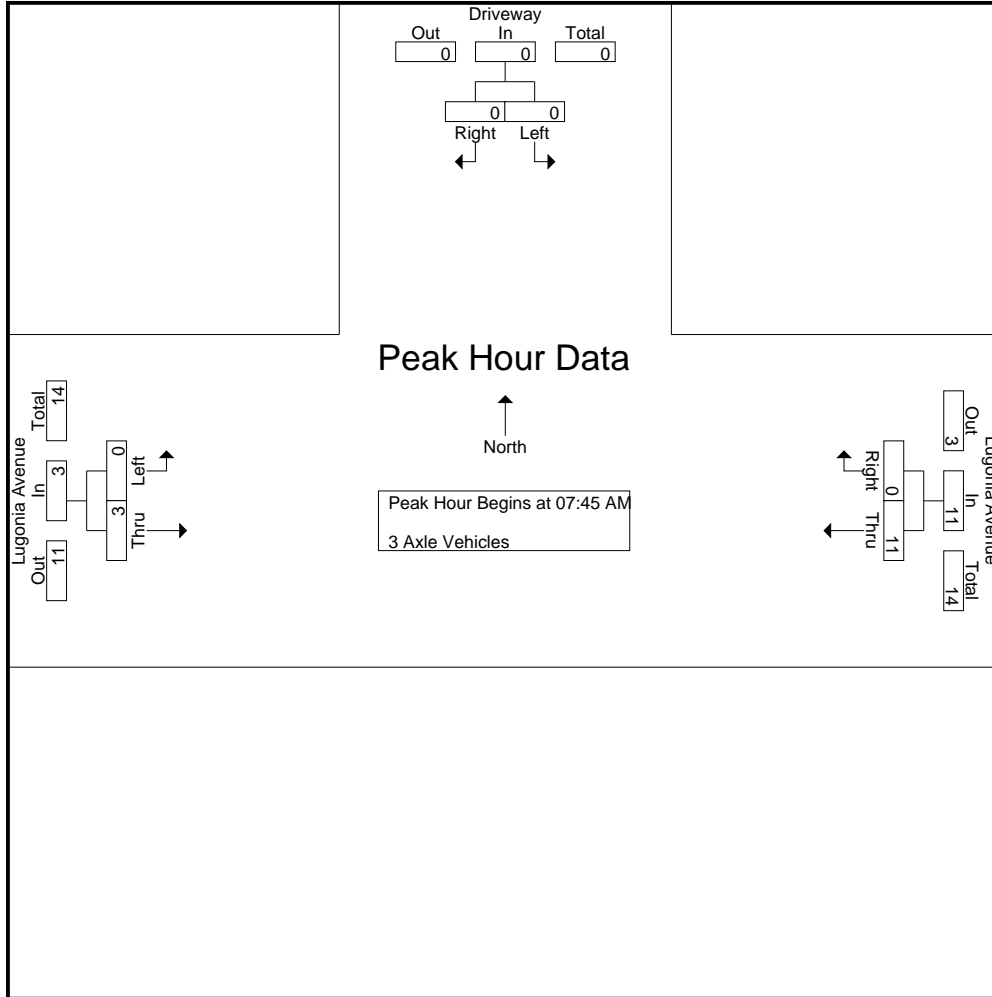 Driveway
Out In Total
0 0 0
0 0
Right Left
Peak Hour Data
North
Peak Hour Begins at 07:45 AM
3 Axle Vehicles
Lugonia Avenue
Out In Total
11 3 14
3 0
Thru Left
Lugonia Avenue
Out In Total
3 11 14
Right Thru
0 11